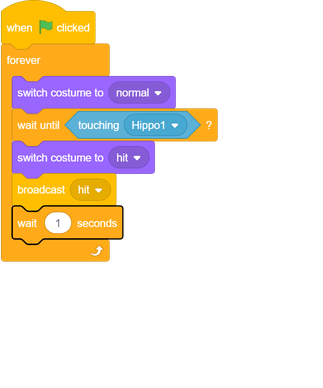 when clicked
forever
switch costume to normal
wait until touching Hippo1 ?
switch costume to hit
broadcast hit
wait 1 seconds